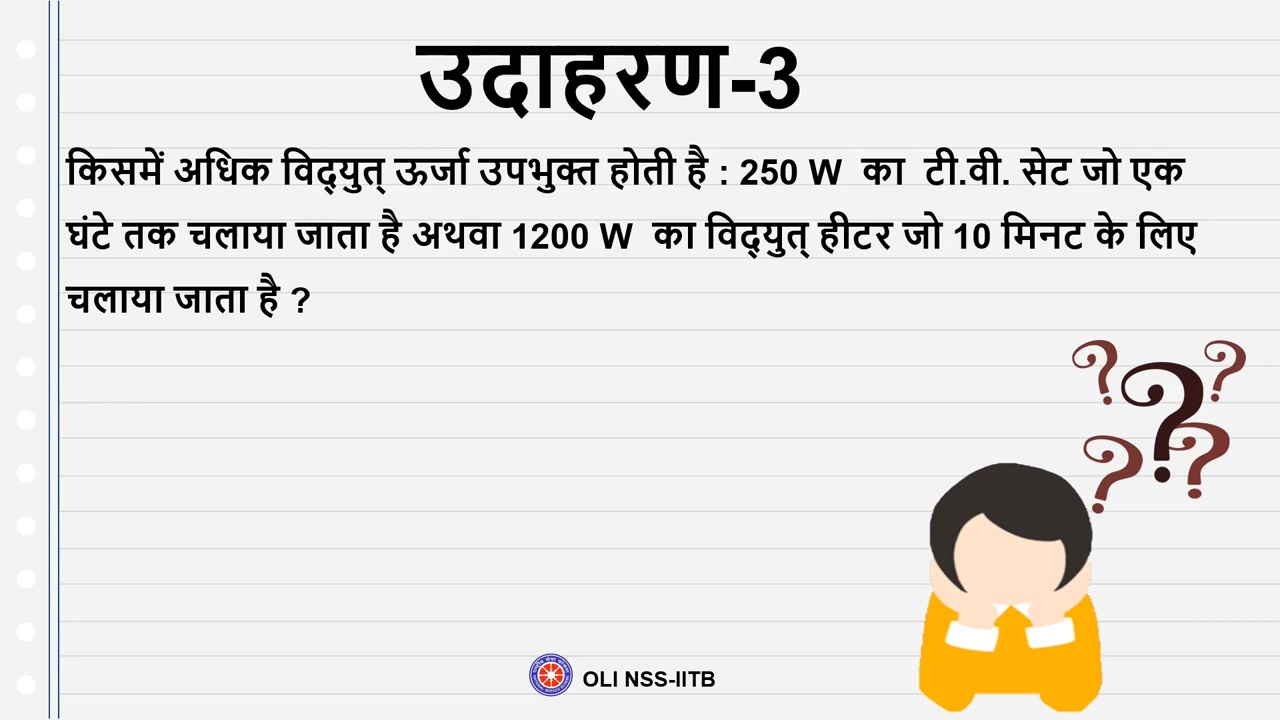 उदाहरण-3
किसमें अधिक विद्युत् ऊर्जा उपभुक्त होती है : 250 W का टी.वी. सेट जो एक
घंटे तक चलाया जाता है अथवा 1200 W का विद्युत् हीटर जो 10 मिनट के लिए
चलाया जाता है ?
? ? ? ? ?
OLI NSS-IITB